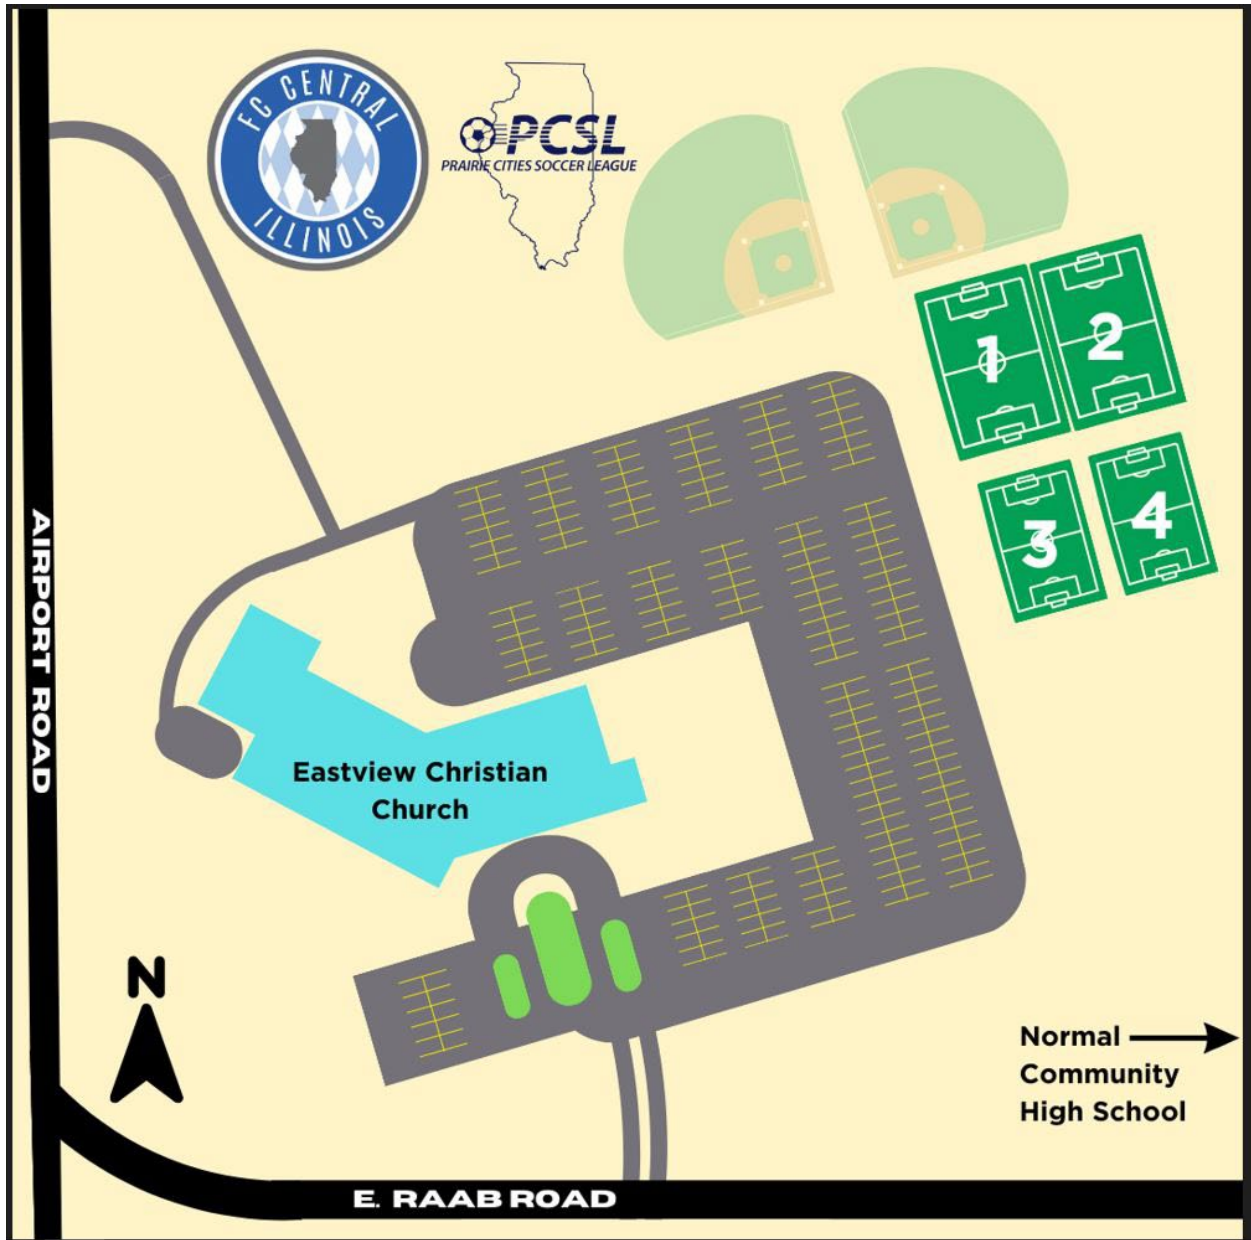 FC CENTRAL
ILLINOIS
PCSL
PRAIRIE CITIES SOCCER LEAGUE
1
2
3
4
AIRPORT ROAD
Eastview Christian
Church
N
Normal
Community
High School
E. RAAB ROAD